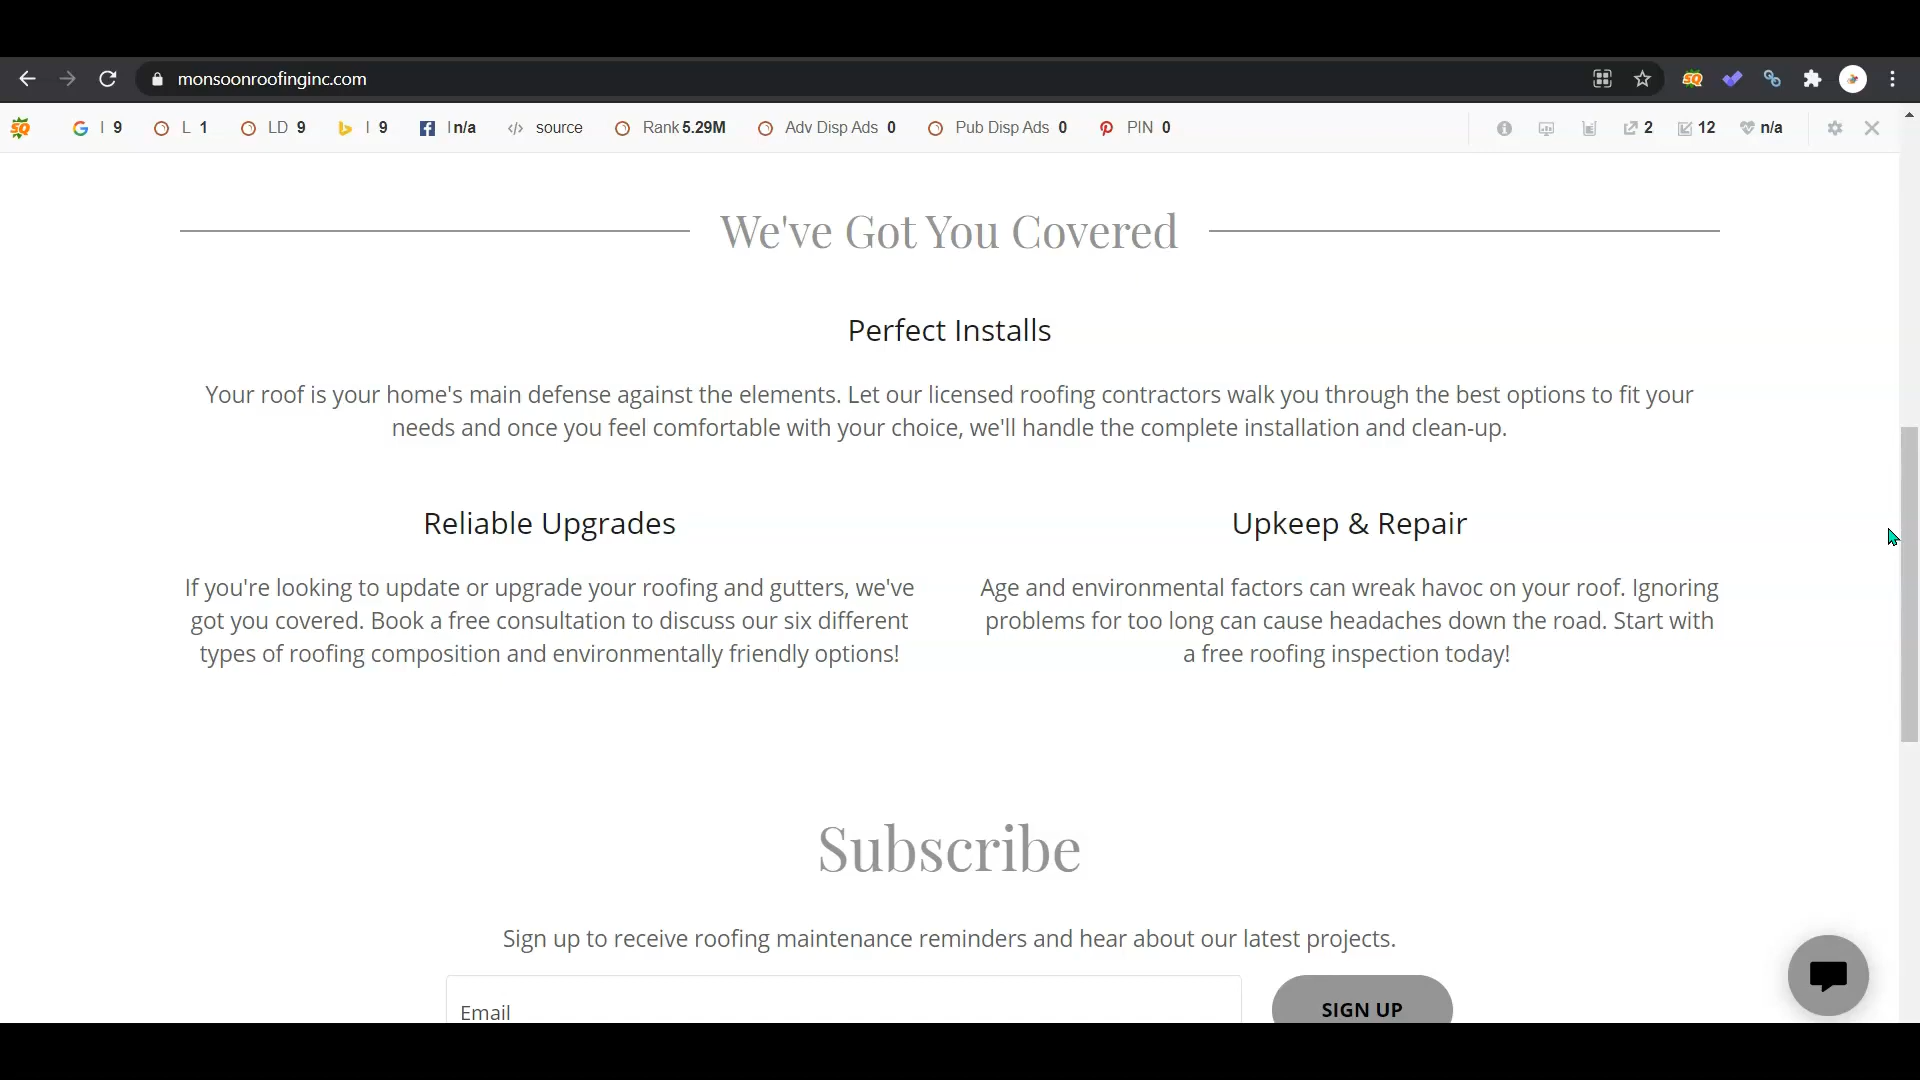 monsoonroofinginc.com
SQ
SQ I 9 L 1 LD 9 I 9 I n/a source Rank 5.29M Adv Disp Ads 0 Pub Disp Ads 0 PIN 0 2 12 n/a
We've Got You Covered
Perfect Installs
Your roof is your home's main defense against the elements. Let our licensed roofing contractors walk you through the best options to fit your
needs and once you feel comfortable with your choice, we'll handle the complete installation and clean-up.
Reliable Upgrades
If you're looking to update or upgrade your roofing and gutters, we've
got you covered. Book a free consultation to discuss our six different
types of roofing composition and environmentally friendly options!
Upkeep & Repair
Age and environmental factors can wreak havoc on your roof. Ignoring
problems for too long can cause headaches down the road. Start with
a free roofing inspection today!
Subscribe
Sign up to receive roofing maintenance reminders and hear about our latest projects.
Email
SIGN UP